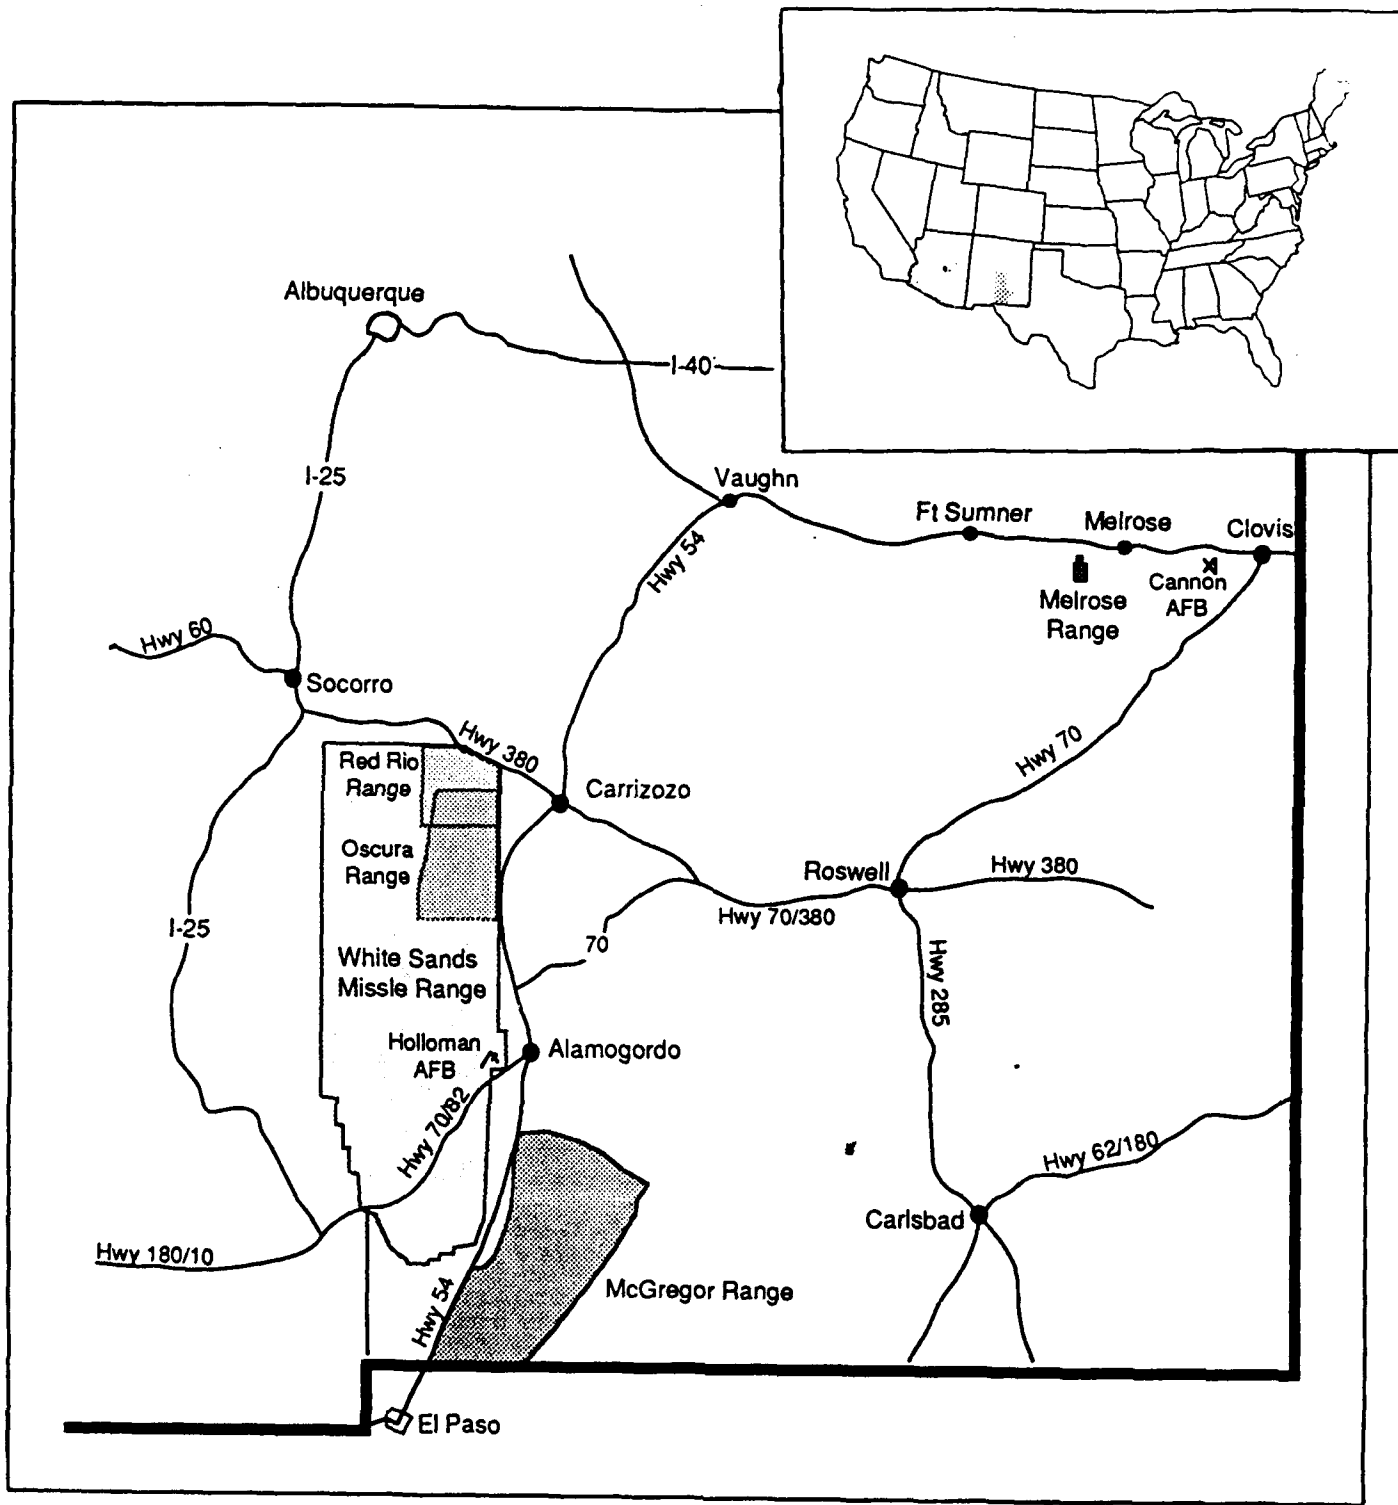 Albuquerque
I-40
I-25
Vaughn
Ft Sumner
Melrose
Clovis
Hwy 54
Cannon
AFB
Melrose
Range
Hwy 60
Socorro
Hwy 380
Hwy 70
Red Rio
Range
Carrizozo
Oscura
Range
Roswell
Hwy 380
Hwy 70/380
I-25
70
White Sands
Missle Range
Hwy 285
Holloman
AFB
Alamogordo
Hwy 70/82
Hwy 62/180
Carlsbad
Hwy 180/10
McGregor Range
Hwy 54
El Paso